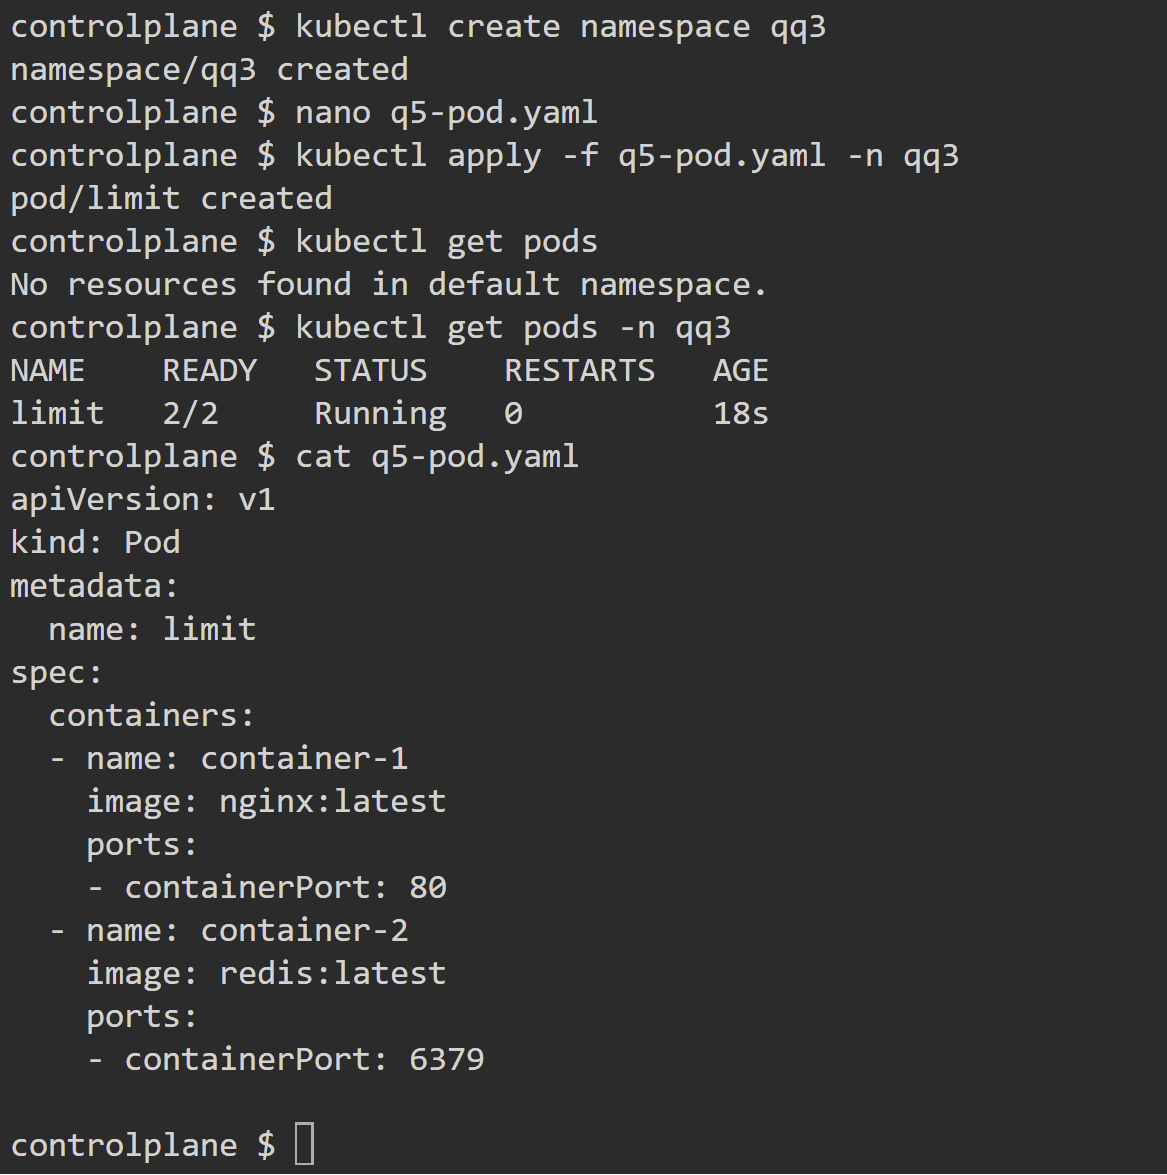 controlplane $ kubectl create namespace qq3
namespace/qq3 created
controlplane $ nano q5-pod.yaml
controlplane $ kubectl apply -f q5-pod.yaml -n qq3
pod/limit created
controlplane $ kubectl get pods
No resources found in default namespace.
controlplane $ kubectl get pods -n qq3
NAME    READY   STATUS    RESTARTS   AGE
limit   2/2     Running   0          18s
controlplane $ cat q5-pod.yaml
apiVersion: v1
kind: Pod
metadata:
  name: limit
spec:
  containers:
  - name: container-1
    image: nginx:latest
    ports:
    - containerPort: 80
  - name: container-2
    image: redis:latest
    ports:
    - containerPort: 6379

controlplane $